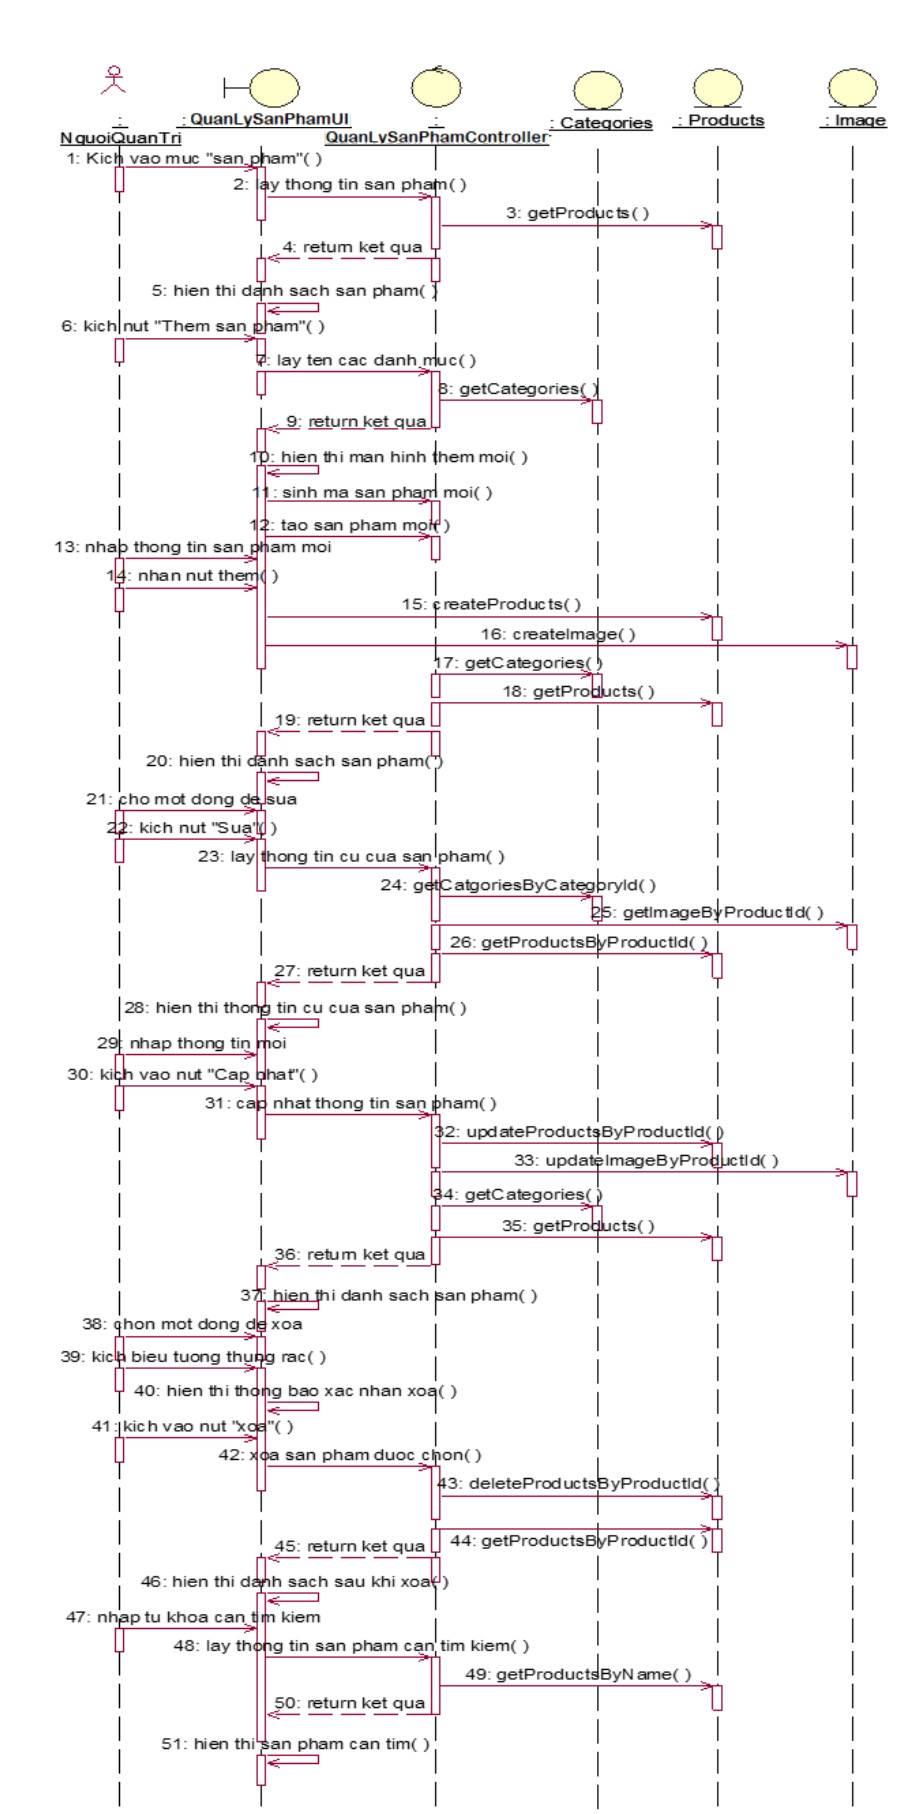 :
NguoiQuanTri
: QuanLySanPhamUI
:
QuanLySanPhamController
: Categories
: Products
: Image
1: Kich vao muc "san pham"( )
2: lay thong tin san pham( )
3: getProducts( )
4: return ket qua
5: hien thi danh sach san pham( )
6: kich nut "Them san pham"( )
7: lay ten cac danh muc( )
8: getCategories( )
9: return ket qua
10: hien thi man hinh them moi( )
11: sinh ma san pham moi( )
12: tao san pham moi( )
13: nhap thong tin san pham moi
14: nhan nut them( )
15: createProducts( )
16: createImage( )
17: getCategories( )
18: getProducts( )
19: return ket qua
20: hien thi danh sach san pham( )
21: cho mot dong de sua
22: kich nut "Sua"( )
23: lay thong tin cu cua san pham( )
24: getCatgoriesByCategoryId( )
25: getImageByProductId( )
26: getProductsByProductId( )
27: return ket qua
28: hien thi thong tin cu cua san pham( )
29: nhap thong tin moi
30: kich vao nut "Cap nhat"( )
31: cap nhat thong tin san pham( )
32: updateProductsByProductId( )
33: updateImageByProductId( )
34: getCategories( )
35: getProducts( )
36: return ket qua
37: hien thi danh sach san pham( )
38: chon mot dong de xoa
39: kich bieu tuong thung rac( )
40: hien thi thong bao xac nhan xoa( )
41: kich vao nut "xoa"( )
42: xoa san pham duoc chon( )
43: deleteProductsByProductId( )
44: getProductsByProductId( )
45: return ket qua
46: hien thi danh sach sau khi xoa( )
47: nhap tu khoa can tim kiem
48: lay thong tin san pham can tim kiem( )
49: getProductsByName( )
50: return ket qua
51: hien thi san pham can tim( )